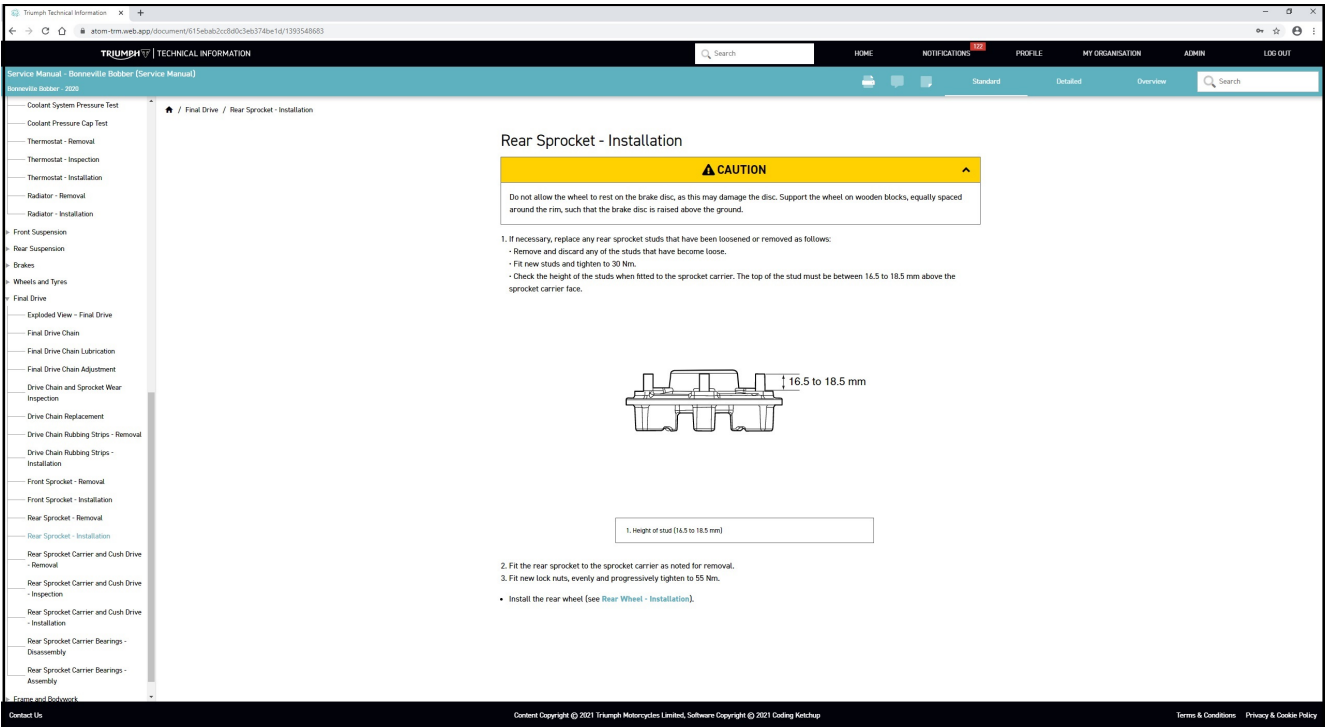 Triumph Technical Information
atom-trm.web.app/document/615ebab2cc8d0c3eb374be1d/1393548683
TRIUMPH | TECHNICAL INFORMATION
Search
HOME
NOTIFICATIONS 122
PROFILE
MY ORGANISATION
ADMIN
LOG OUT
Service Manual - Bonneville Bobber (Service Manual)
Bonneville Bobber - 2020
Standard
Detailed
Overview
Search
Coolant System Pressure Test
Coolant Pressure Cap Test
Thermostat - Removal
Thermostat - Inspection
Thermostat - Installation
Radiator - Removal
Radiator - Installation
Front Suspension
Rear Suspension
Brakes
Wheels and Tyres
Final Drive
Exploded View – Final Drive
Final Drive Chain
Final Drive Chain Lubrication
Final Drive Chain Adjustment
Drive Chain and Sprocket Wear
Inspection
Drive Chain Replacement
Drive Chain Rubbing Strips - Removal
Drive Chain Rubbing Strips -
Installation
Front Sprocket - Removal
Front Sprocket - Installation
Rear Sprocket - Removal
Rear Sprocket - Installation
Rear Sprocket Carrier and Cush Drive
- Removal
Rear Sprocket Carrier and Cush Drive
- Inspection
Rear Sprocket Carrier and Cush Drive
- Installation
Rear Sprocket Carrier Bearings -
Disassembly
Rear Sprocket Carrier Bearings -
Assembly
Frame and Bodywork
/ Final Drive / Rear Sprocket - Installation
Rear Sprocket - Installation
CAUTION
Do not allow the wheel to rest on the brake disc, as this may damage the disc. Support the wheel on wooden blocks, equally spaced
around the rim, such that the brake disc is raised above the ground.
1. If necessary, replace any rear sprocket studs that have been loosened or removed as follows:
• Remove and discard any of the studs that have become loose.
• Fit new studs and tighten to 30 Nm.
• Check the height of the studs when fitted to the sprocket carrier. The top of the stud must be between 16.5 to 18.5 mm above the
sprocket carrier face.
16.5 to 18.5 mm
1. Height of stud (16.5 to 18.5 mm)
2. Fit the rear sprocket to the sprocket carrier as noted for removal.
3. Fit new lock nuts, evenly and progressively tighten to 55 Nm.
• Install the rear wheel (see Rear Wheel - Installation).
Contact Us
Content Copyright © 2021 Triumph Motorcycles Limited, Software Copyright © 2021 Coding Ketchup
Terms & Conditions Privacy & Cookie Policy